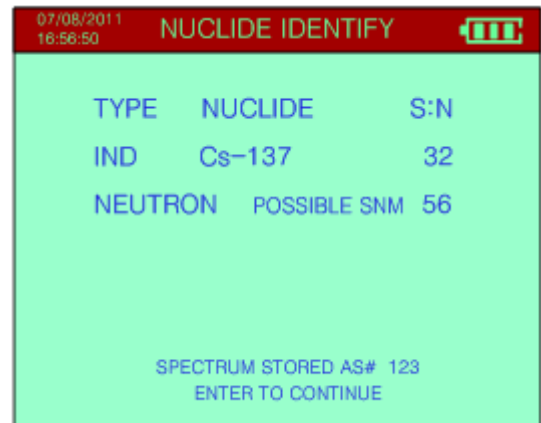 07/08/2011
16:56:50
NUCLIDE IDENTIFY
TYPE NUCLIDE S:N
IND Cs-137 32
NEUTRON POSSIBLE SNM 56
SPECTRUM STORED AS# 123
ENTER TO CONTINUE